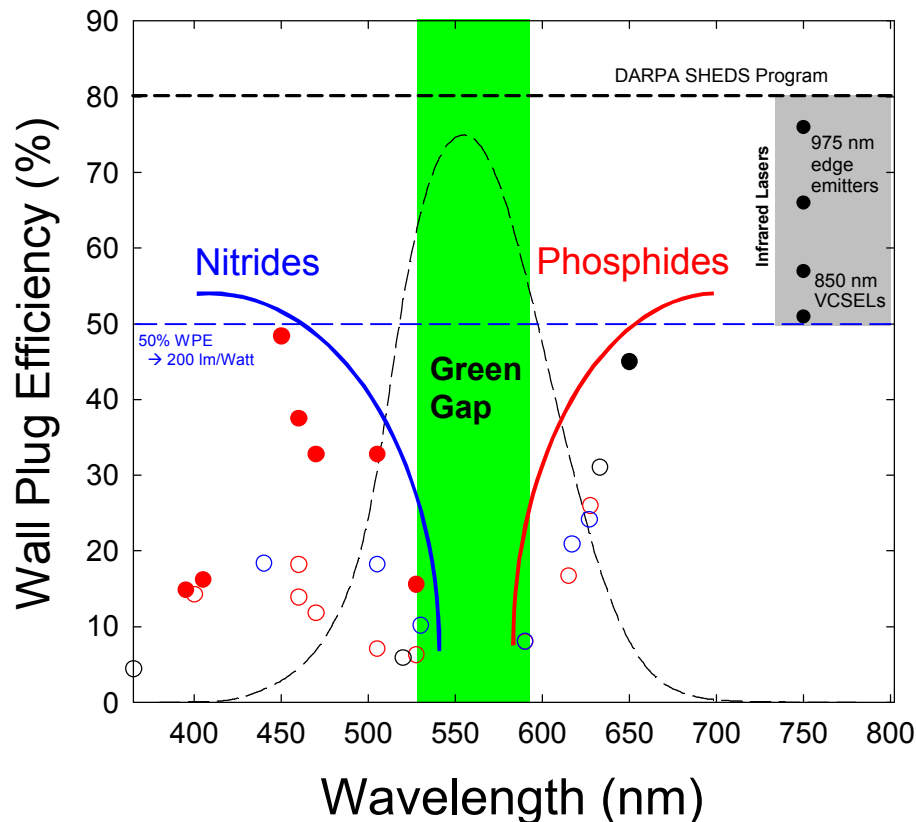 90
80
70
60
50
40
30
20
10
0
Wall Plug Efficiency (%)
DARPA SHEDS Program
Infrared Lasers
975 nm
edge
emitters
850 nm
VCSELs
Nitrides
Phosphides
50% WPE
→ 200 lm/Watt
Green
Gap
400 450 500 550 600 650 700 750 800
Wavelength (nm)